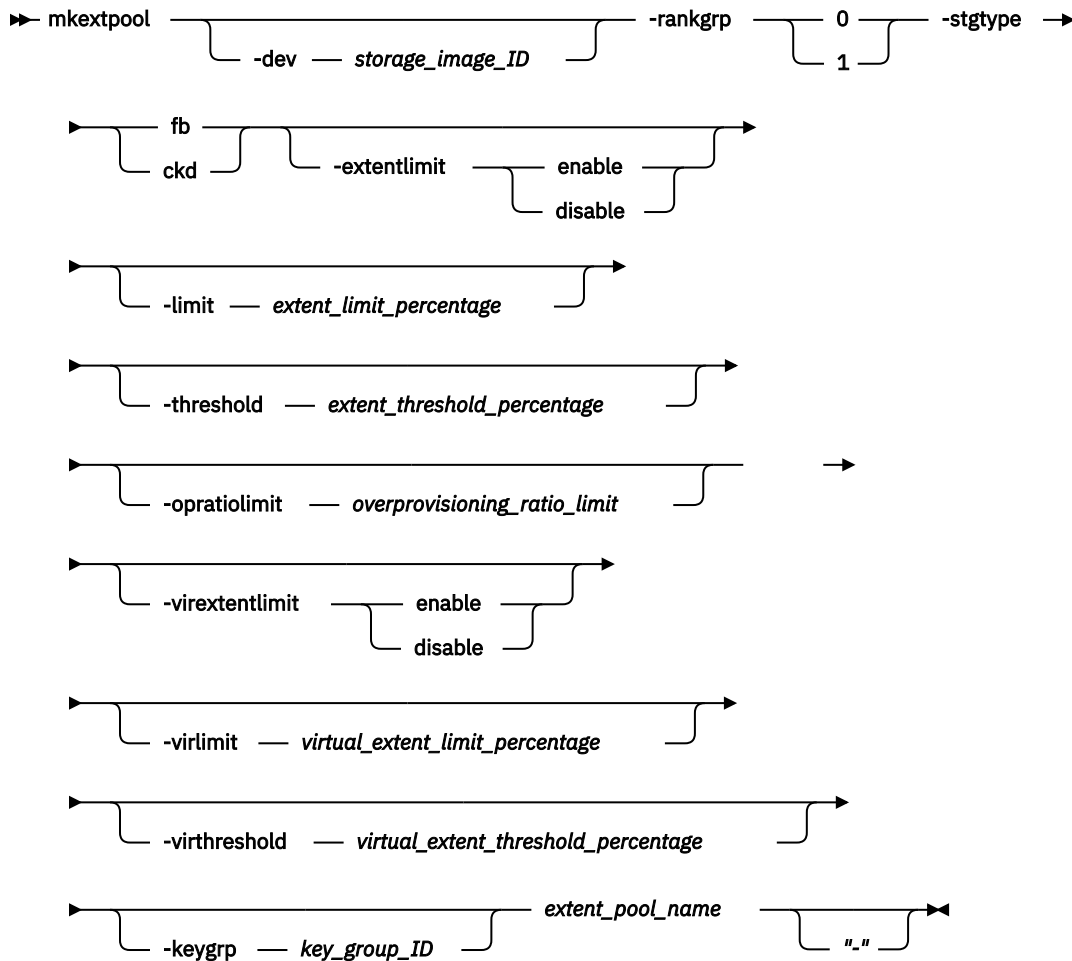 mkextpool -rankgrp 0 -stgtype
-dev storage_image_ID 1
fb
ckd -extentlimit enable
disable
-limit extent_limit_percentage
-threshold extent_threshold_percentage
-opratiolimit overprovisioning_ratio_limit
-virextentlimit enable
disable
-virlimit virtual_extent_limit_percentage
-virthreshold virtual_extent_threshold_percentage
extent_pool_name
-keygrp key_group_ID "-"